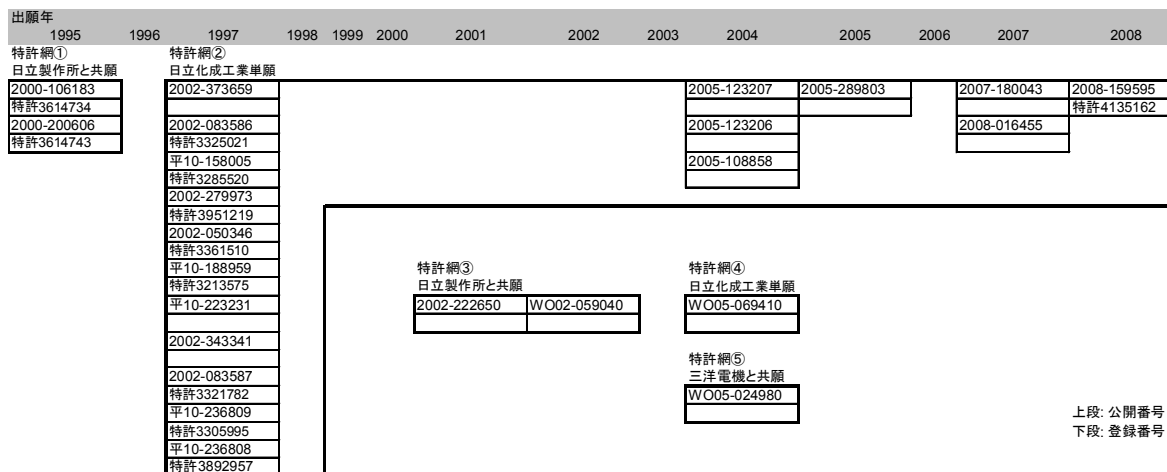 出願年
1995 1996 1997 1998 1999 2000 2001 2002 2003 2004 2005 2006 2007 2008
特許網① 特許網②
日立製作所と共願 日立化成工業単願
2000-106183 2002-373659 2005-123207 2005-289803 2007-180043 2008-159595
特許3614734 特許4135162
2000-200606 2002-083586 2005-123206 2008-016455
特許3614743 特許3325021
平10-158005 2005-108858
特許3285520
2002-279973
特許3951219
2002-050346
特許3361510
平10-188959 特許網③ 特許網④
特許3213575 日立製作所と共願 日立化成工業単願
平10-223231 2002-222650 WO02-059040 WO05-069410
2002-343341
特許網⑤
2002-083587 三洋電機と共願
特許3321782 WO05-024980
平10-236809 上段: 公開番号
特許3305995 下段: 登録番号
平10-236808
特許3892957